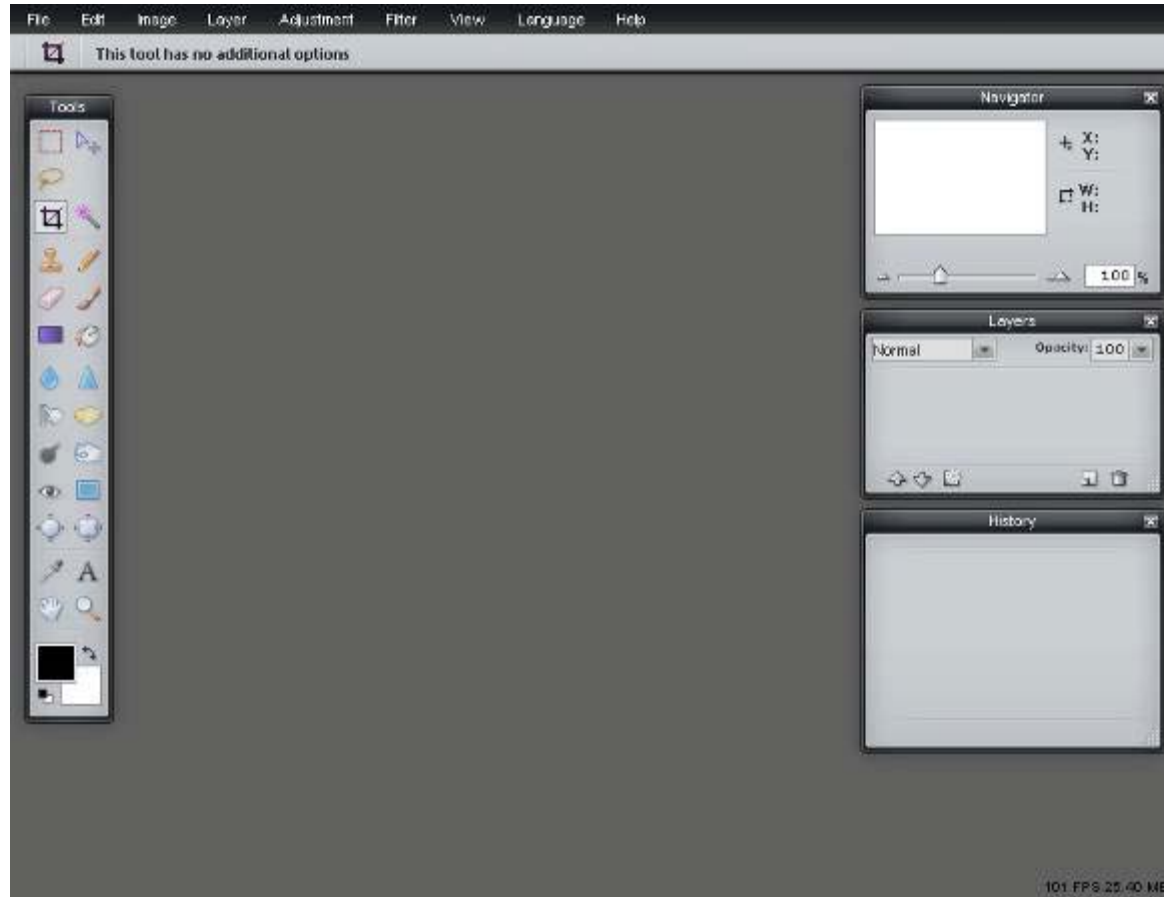 File Edit Image Layer Adjustment Filter View Language Help
This tool has no additional options
Tools
Navigator
X:
Y:
W:
H:
100 %
Layers
Normal Opacity: 100
A
History
101 FPS 25.40 MB